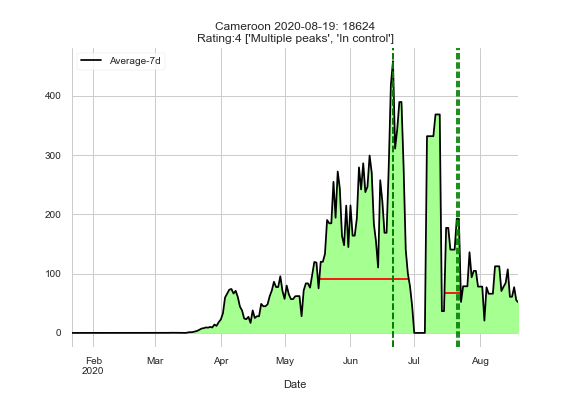 Cameroon 2020-08-19: 18624
Rating:4 ['Multiple peaks', 'In control']
Average-7d
400
300
200
100
0
Feb Mar Apr May Jun Jul Aug
2020
Date